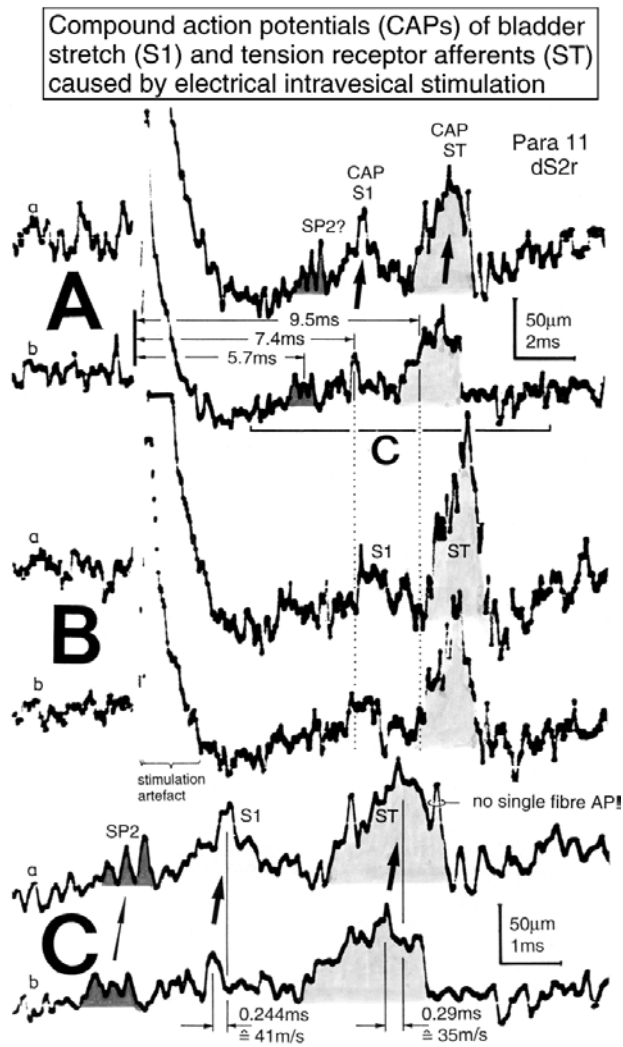 Compound action potentials (CAPs) of bladder
stretch (S1) and tension receptor afferents (ST)
caused by electrical intravesical stimulation
CAP
ST
Para 11
dS2r
CAP
S1
a
SP2?
A
9.5ms
50µm
2ms
7.4ms
b
5.7ms
C
a
S1
ST
B
b
stimulation
artefact
no single fibre AP!
SP2
S1
ST
a
C
50µm
1ms
b
0.244ms
≙ 41m/s
0.29ms
≙ 35m/s